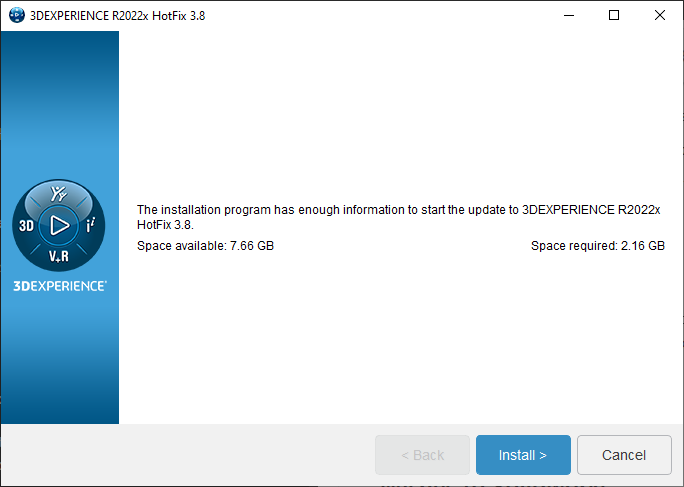 3DEXPERIENCE R2022x HotFix 3.8
3D
i²
V+R
3DEXPERIENCE
The installation program has enough information to start the update to 3DEXPERIENCE R2022x
HotFix 3.8.
Space available: 7.66 GB
Space required: 2.16 GB
< Back
Install >
Cancel